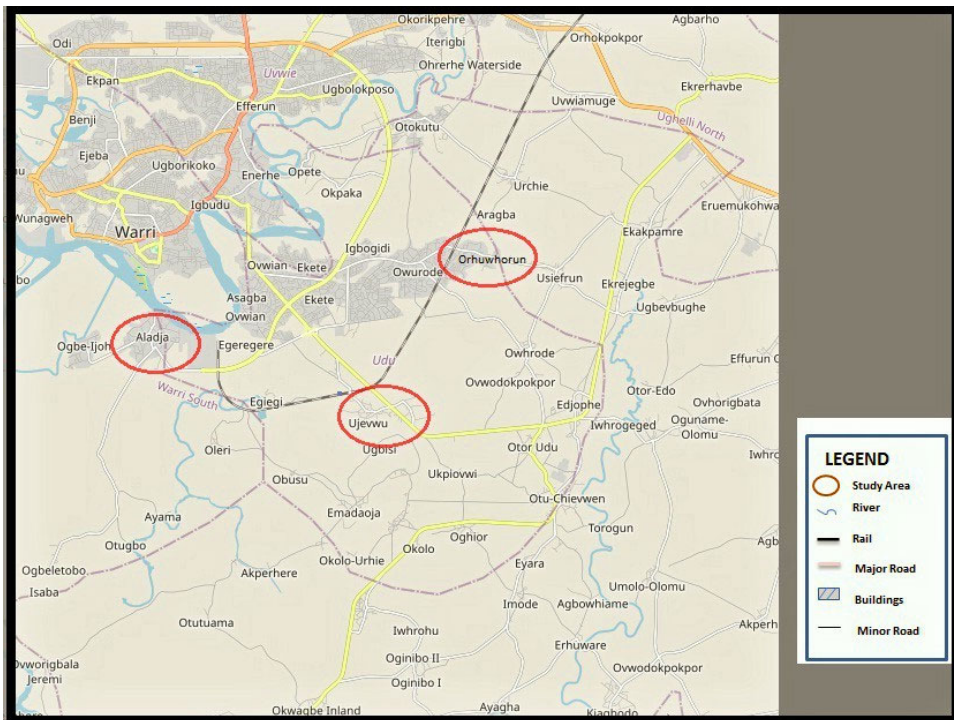 Okorikpehre
Agbarho
Odi
Iterigbi
Orhokpokpor
Ohrerhe Waterside
Uvwie
Ekpan
Ugbolokposo
Ekrerhavbe
Efferun
Uvwiamuge
Benji
Otokutu
Ughelli North
Ejeba
Ugborikoko
Enerhe
Opete
Urchie
Okpaka
Igbudu
Eruemukohwa
Wunagweh
Aragba
Warri
Ekakpamre
Igbogidi
Orhuwhorun
Ovwian
Ekete
Owurode
Usiefrun
Ekrejegbe
Asagba
Ekete
Ovwian
Ugbevbughe
Aladja
Ogbe-Ijoh
Egeregere
Owhrode
Udu
Effurun
Warri South
Ovwodokpokpor
Otor-Edo
Egiegi
Edjophe
Ovhorigbata
Ujevwu
Iwhrogeged
Oguname-
Olomu
Oleri
Ugbisi
Otor Udu
Ukpiovwi
Obusu
Otu-Chievwen
Emadaoja
Ayama
Torogun
Oghior
Otugbo
Okolo
Okolo-Urhie
Eyara
Ogbeletobo
Akperhere
Isaba
Umolo-Olomu
Imode
Agbowhiame
Otutuama
Iwhrohu
Erhuware
Oginibo II
Ovworigbala
Ovwodokpokpor
Jeremi
Oginibo I
Okwagbe Inland
Ayagha
Kiagbodo
LEGEND
Study Area
River
Rail
Major Road
Buildings
Minor Road